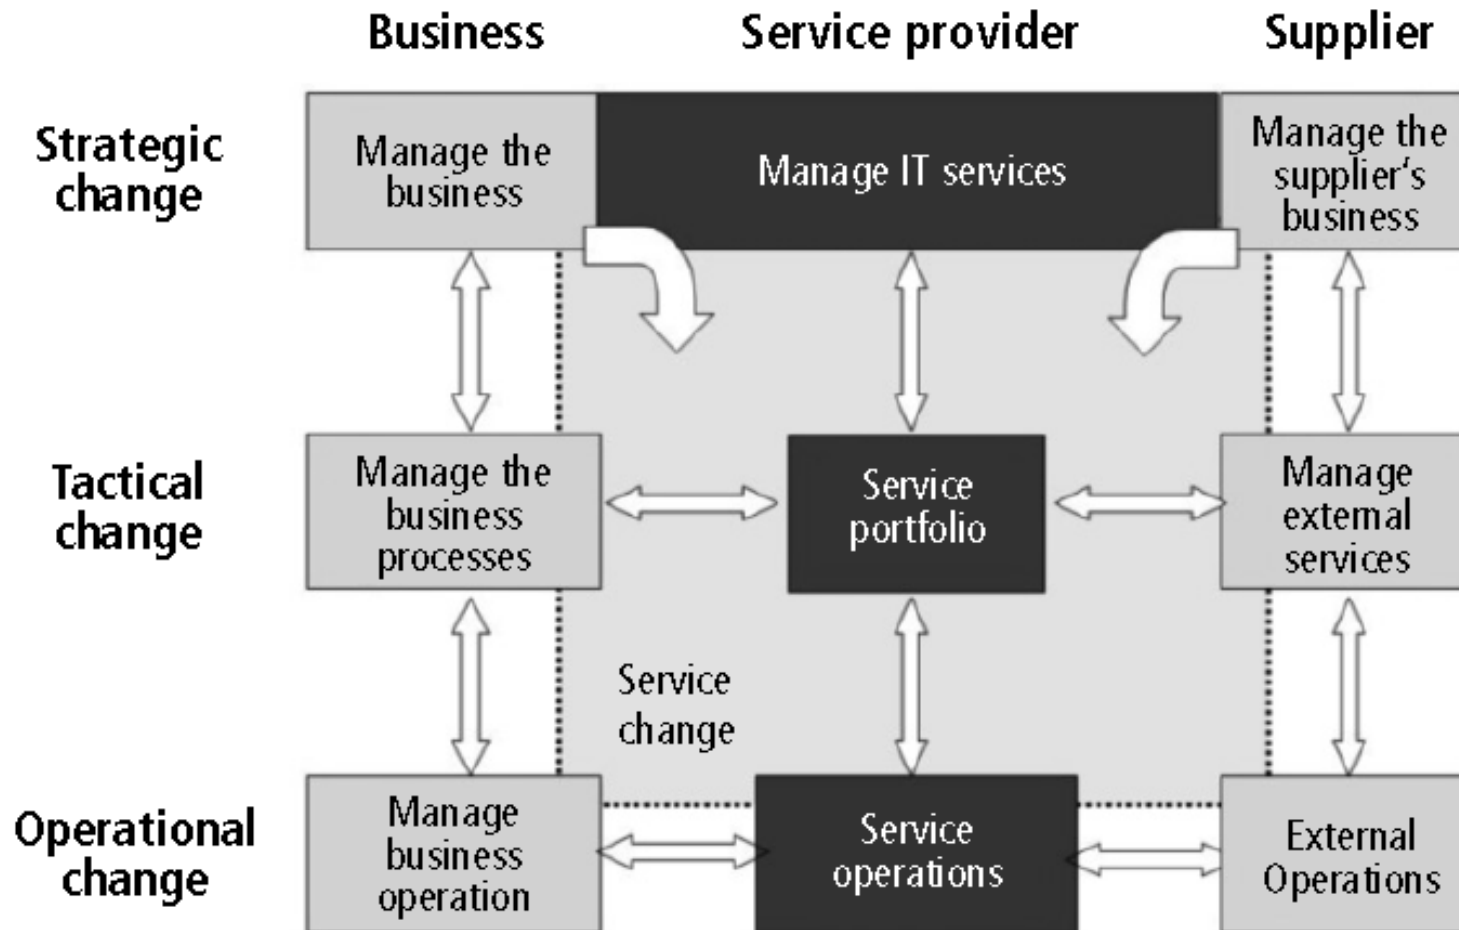 Business
Service provider
Supplier
Strategic
change
Manage the
business
Manage IT services
Manage the
supplier's
business
Tactical
change
Manage the
business
processes
Service
portfolio
Manage
external
services
Service
change
Operational
change
Manage
business
operation
Service
operations
External
Operations